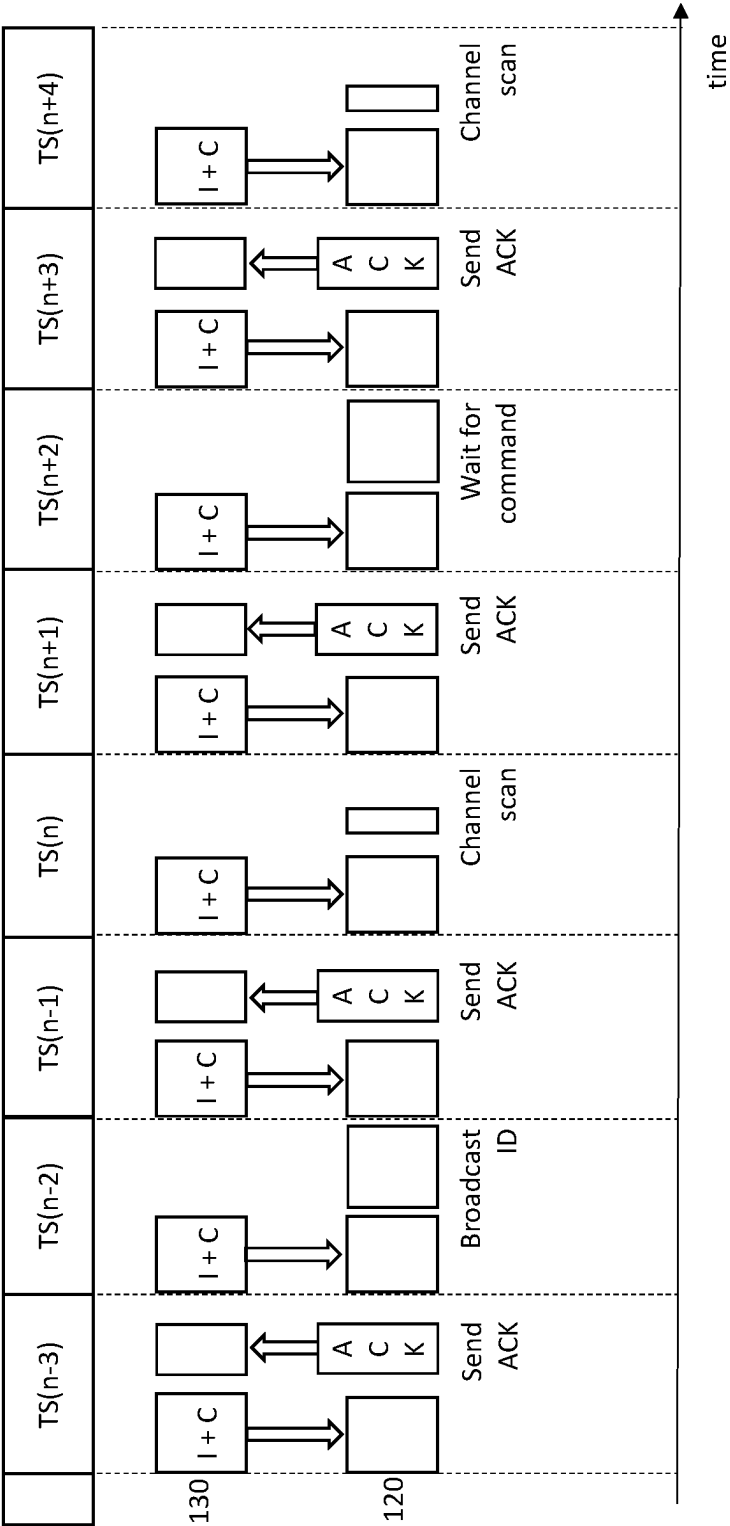 TS(n-3)
TS(n-2)
TS(n-1)
TS(n)
TS(n+1)
TS(n+2)
TS(n+3)
TS(n+4)
130
I + C
I + C
I + C
I + C
I + C
I + C
I + C
I + C
120
A
C
K
A
C
K
A
C
K
A
C
K
Send
ACK
Broadcast
ID
Send
ACK
Channel
scan
Send
ACK
Wait for
command
Send
ACK
Channel
scan
time